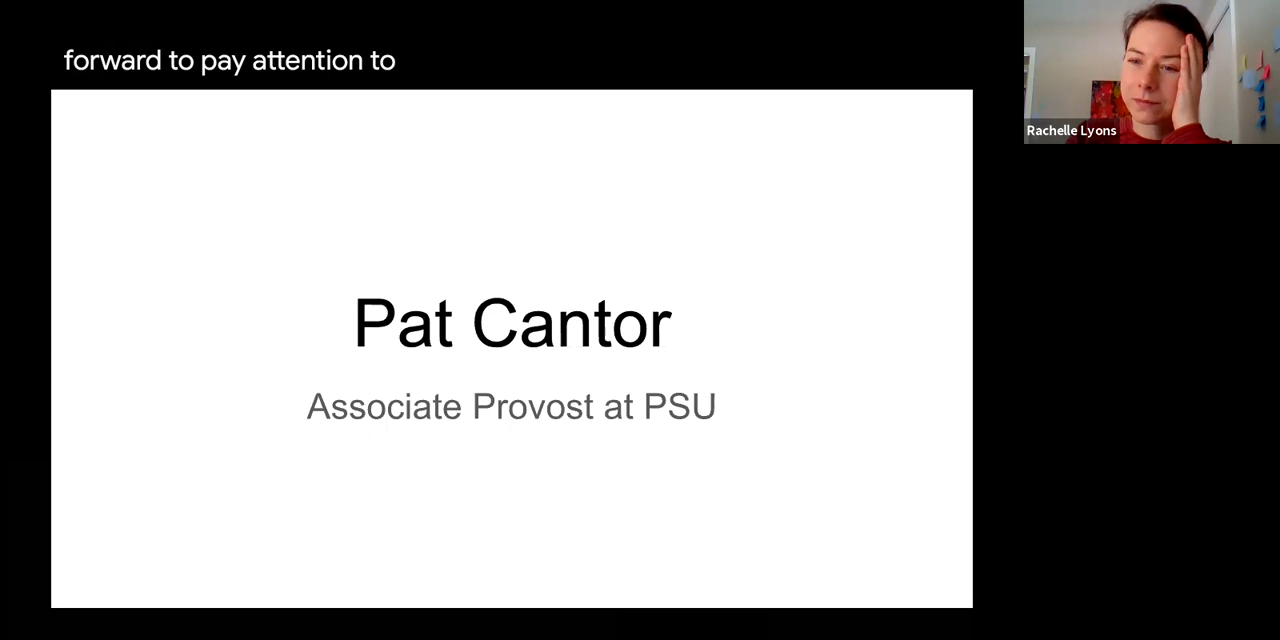 forward to pay attention to
Rachelle Lyons
Pat Cantor
Associate Provost at PSU